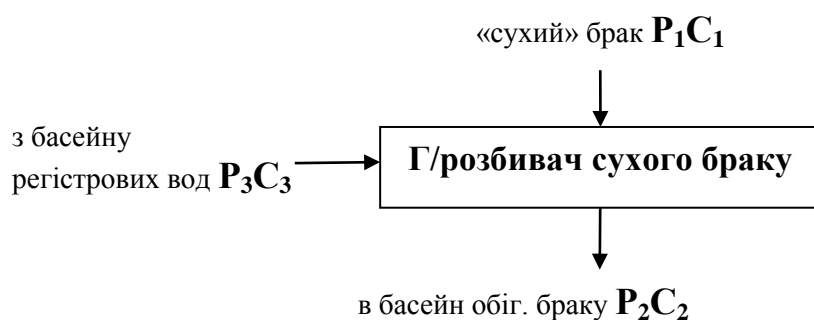 «сухий» брак P₁C₁
з басейну
регістрових вод P₃C₃
Г/розбивач сухого браку
в басейн обіг. браку P₂C₂